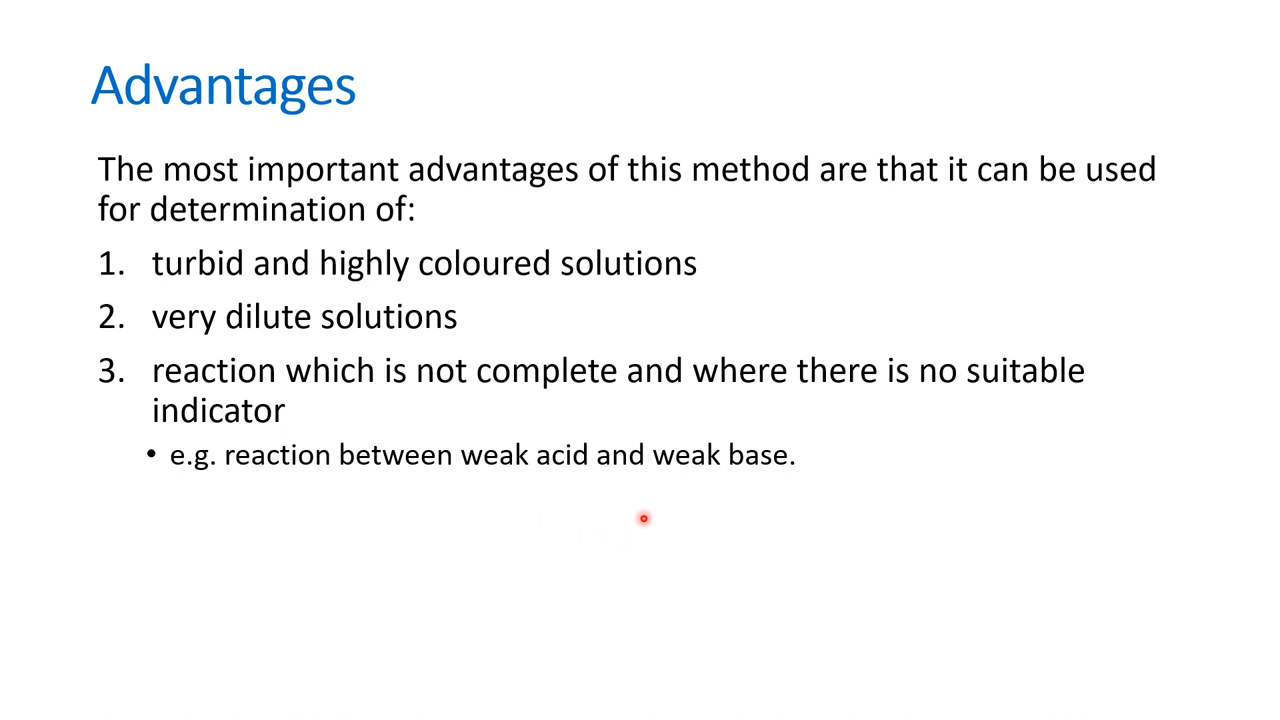 Advantages
The most important advantages of this method are that it can be used
for determination of:
1. turbid and highly coloured solutions
2. very dilute solutions
3. reaction which is not complete and where there is no suitable
indicator
• e.g. reaction between weak acid and weak base.